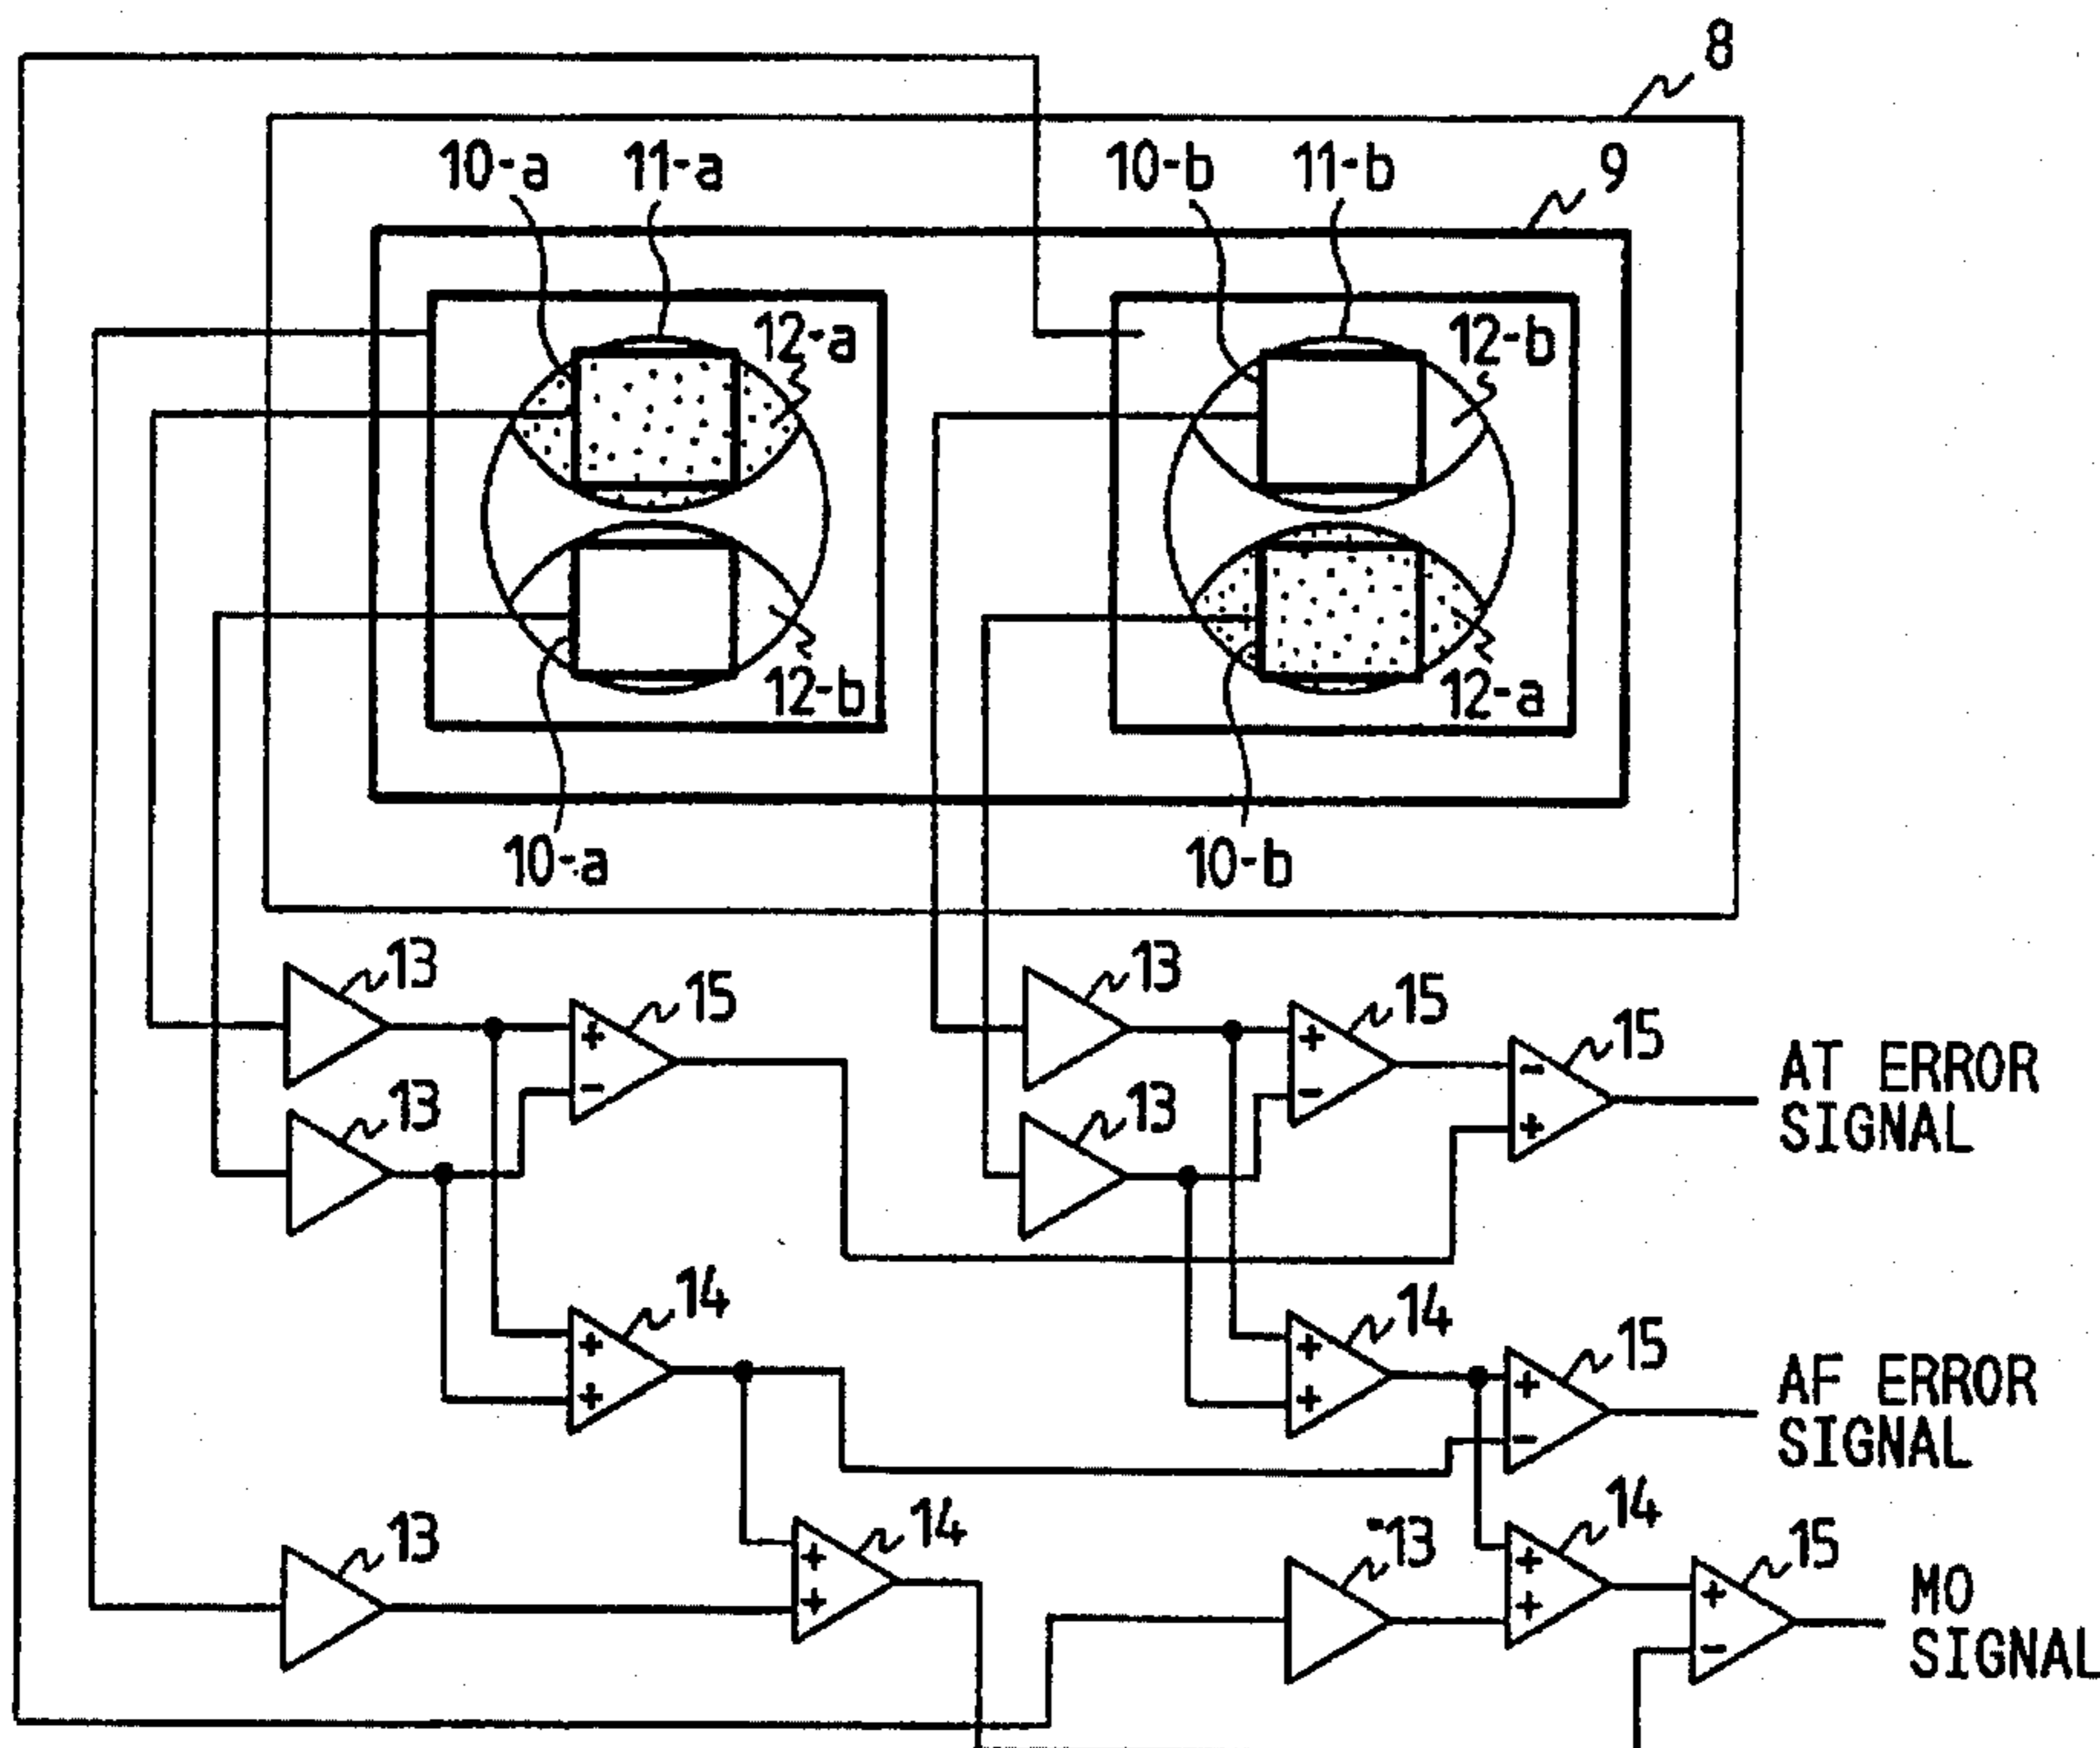 8
10-a 11-a 10-b 11-b 9
12-a 12-b
12-b 12-a
10-a 10-b
13 15 13 15 15
+ + -
- - +
AT ERROR
SIGNAL
13 13
14 14 15
+ + +
+ + -
AF ERROR
SIGNAL
13 14 13 14 15
+ + +
+ + -
MO
SIGNAL